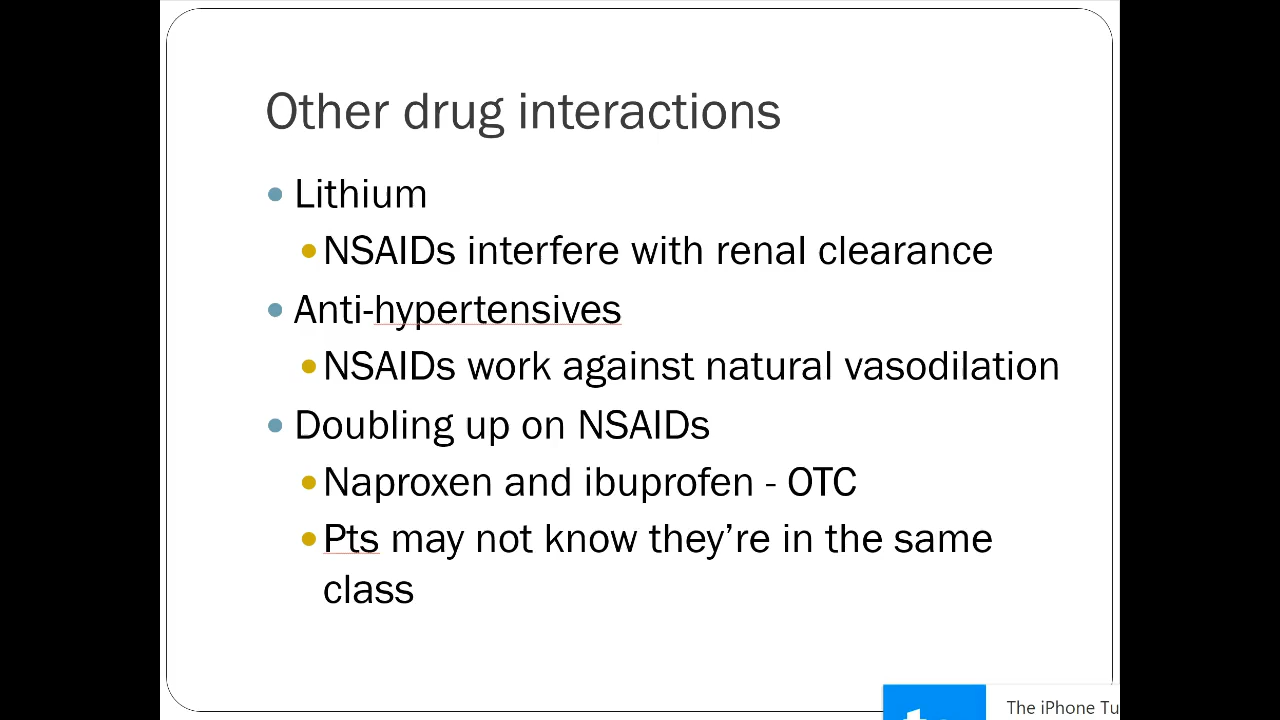 Other drug interactions
Lithium
NSAIDs interfere with renal clearance
Anti-hypertensives
NSAIDs work against natural vasodilation
Doubling up on NSAIDs
Naproxen and ibuprofen - OTC
Pts may not know they're in the same
class
The iPhone Tu